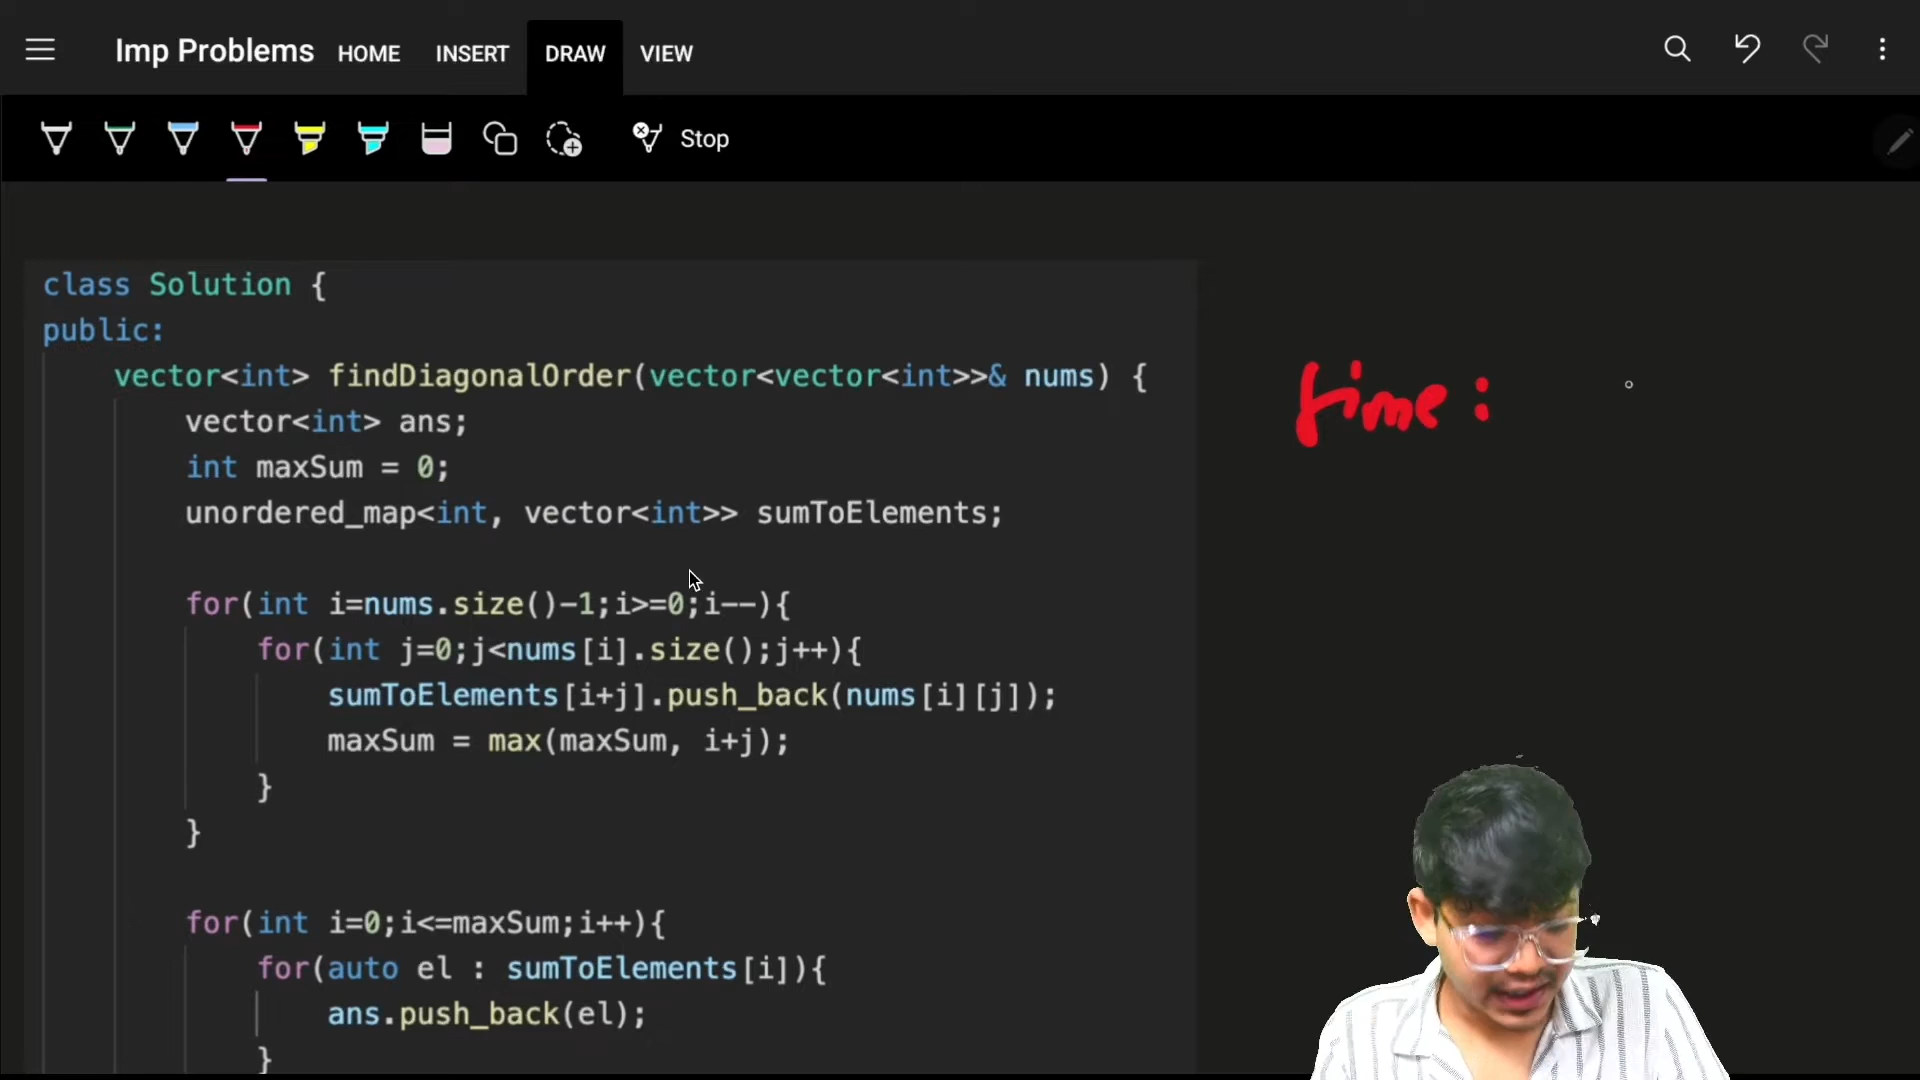 Imp Problems HOME INSERT DRAW VIEW
Stop
class Solution {
public:
vector<int> findDiagonalOrder(vector<vector<int>>& nums) {
vector<int> ans;
int maxSum = 0;
unordered_map<int, vector<int>> sumToElements;
for(int i=nums.size()-1;i>=0;i--){
for(int j=0;j<nums[i].size();j++){
sumToElements[i+j].push_back(nums[i][j]);
maxSum = max(maxSum, i+j);
}
}
for(int i=0;i<=maxSum;i++){
for(auto el : sumToElements[i]){
ans.push_back(el);
}
time: